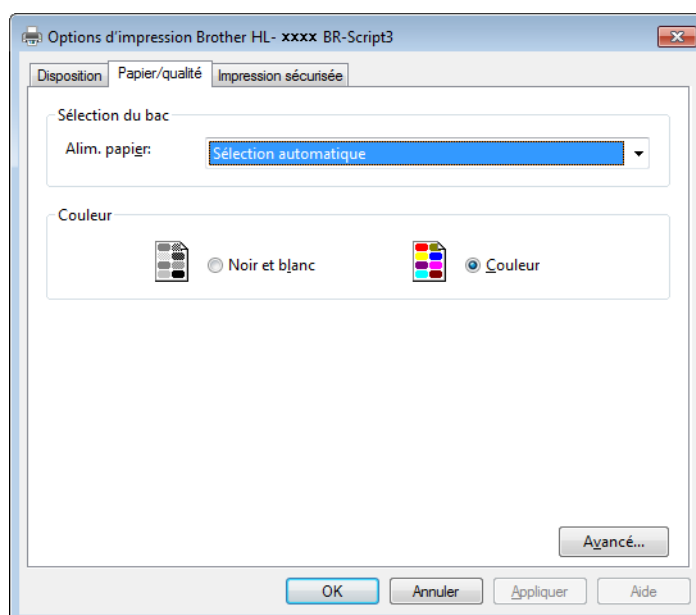 Options d'impression Brother HL- xxxx BR-Script3
Disposition Papier/qualité Impression sécurisée
Sélection du bac
Alim. papier: Sélection automatique
Couleur
Noir et blanc Couleur
Avancé...
OK Annuler Appliquer Aide